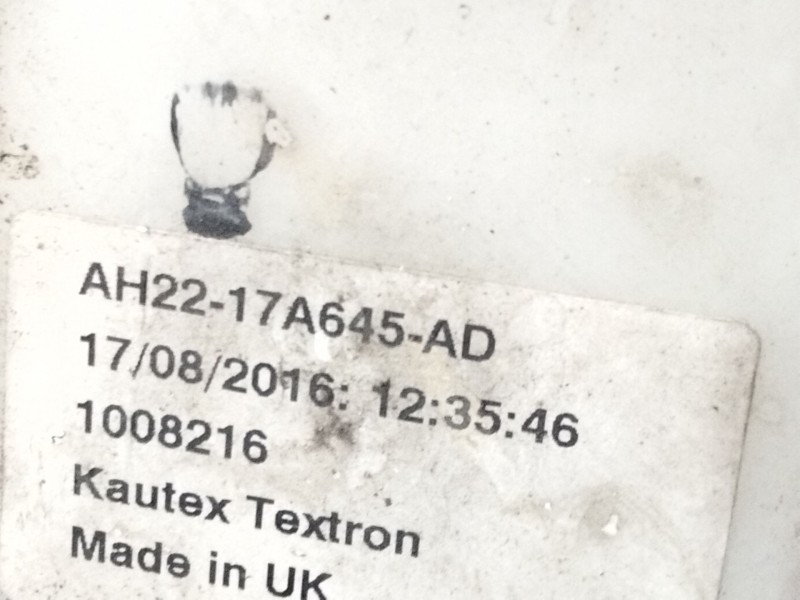 AH22-17A645-AD
17/08/2016: 12:35:46
1008216
Kautex Textron
Made in UK